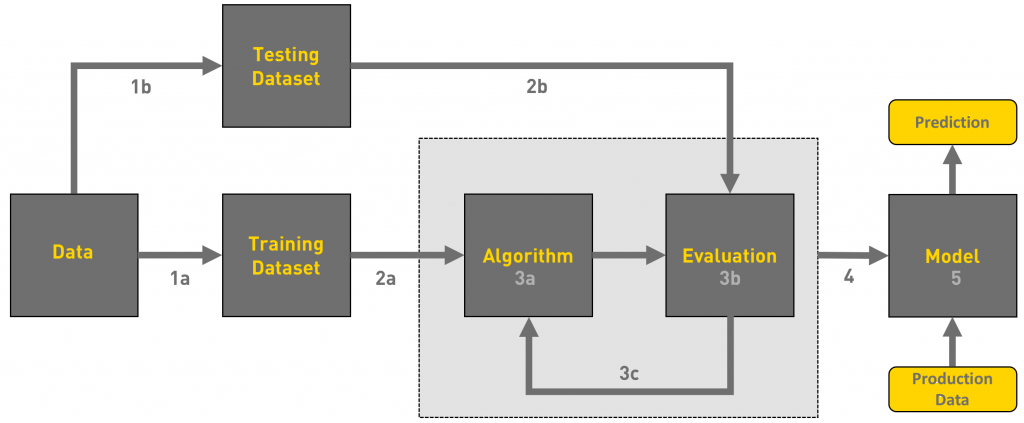 Testing
Dataset
1b
2b
Prediction
Data
1a
Training
Dataset
2a
Algorithm
3a
Evaluation
3b
4
Model
5
3c
Production
Data